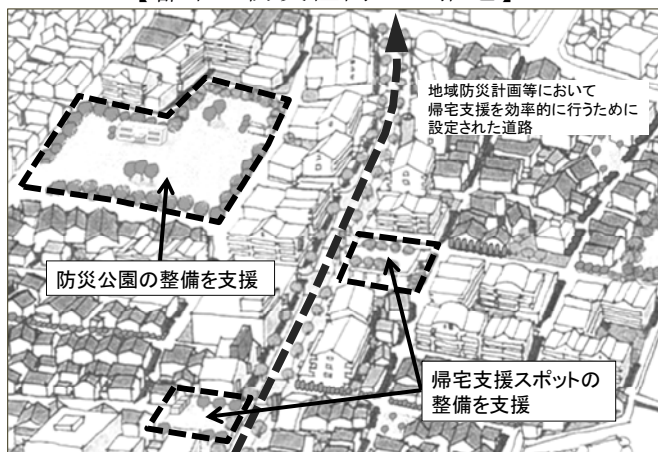 地域防災計画等において
帰宅支援を効率的に行うために
設定された道路
防災公園の整備を支援
帰宅支援スポットの
整備を支援